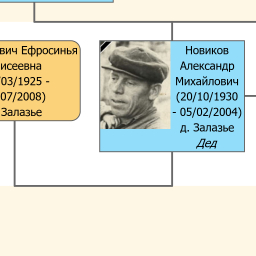 вич Ефросинья
исеевна
/03/1925 -
07/2008)
Залазье
Новиков
Александр
Михайлович
(20/10/1930
- 05/02/2004)
д. Залазье
Дед